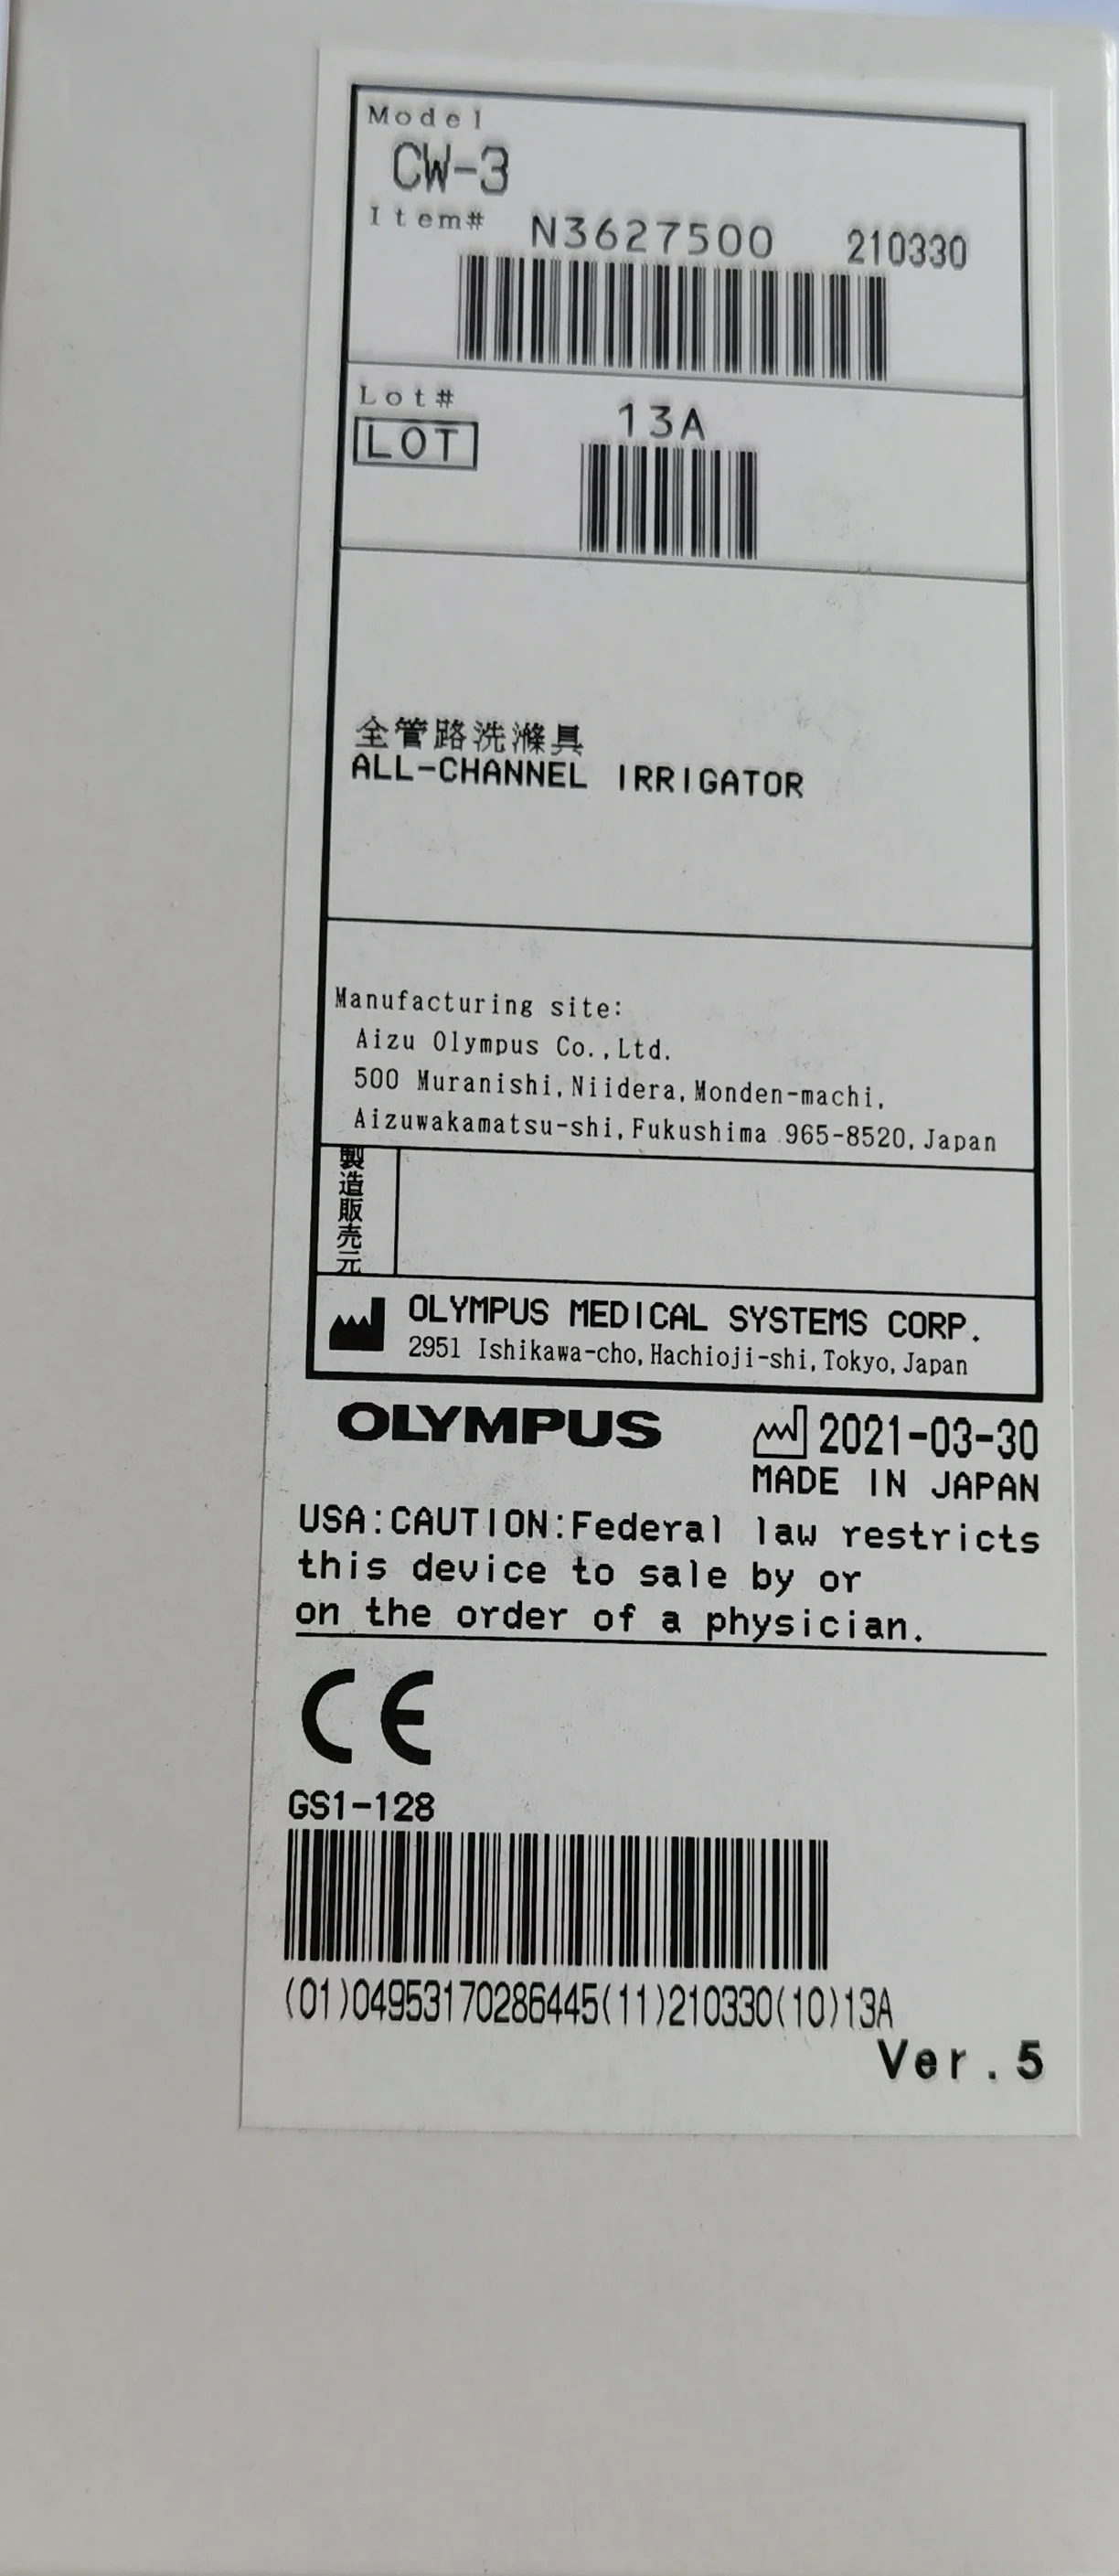 Model
CW-3
Item# N3627500 210330
Lot# 13A
LOT
全管路洗滌具
ALL-CHANNEL IRRIGATOR
Manufacturing site:
Aizu Olympus Co.,Ltd.
500 Muranishi,Niidera,Monden-machi,
Aizuwakamatsu-shi,Fukushima 965-8520,Japan
製造販売元
OLYMPUS MEDICAL SYSTEMS CORP.
2951 Ishikawa-cho,Hachioji-shi,Tokyo,Japan
OLYMPUS 2021-03-30
MADE IN JAPAN
USA:CAUTION:Federal law restricts
this device to sale by or
on the order of a physician.
CE
GS1-128
(01)04953170286445(11)210330(10)13A
Ver.5